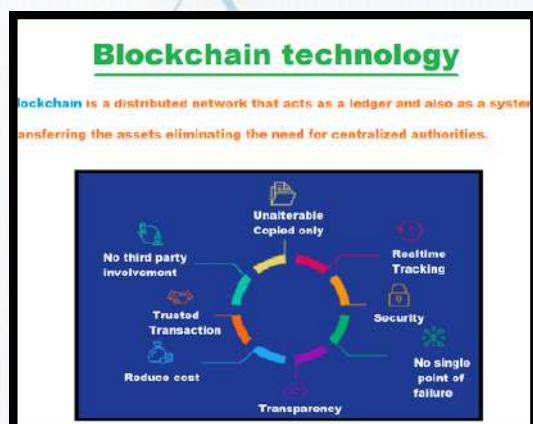 Blockchain technology
lockchain is a distributed network that acts as a ledger and also as a syste
ansferring the assets eliminating the need for centralized authorities.
Unalterable
Copied only
No third party
involvement
Realtime
Tracking
Trusted
Transaction
Security
Reduce cost
No single
point of
failure
Transparency